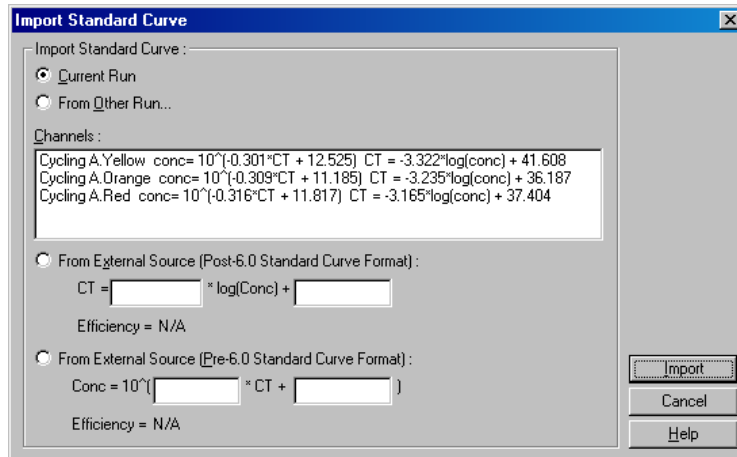 Import Standard Curve
Import Standard Curve :
Current Run
From Other Run...
Channels :
Cycling A.Yellow conc= 10^(-0.301*CT + 12.525) CT = -3.322*log(conc) + 41.608
Cycling A.Orange conc= 10^(-0.309*CT + 11.185) CT = -3.235*log(conc) + 36.187
Cycling A.Red conc= 10^(-0.316*CT + 11.817) CT = -3.165*log(conc) + 37.404
From External Source (Post-6.0 Standard Curve Format) :
CT = * log(Conc) +
Efficiency = N/A
From External Source (Pre-6.0 Standard Curve Format) :
Conc = 10^( * CT + )
Efficiency = N/A
Import
Cancel
Help